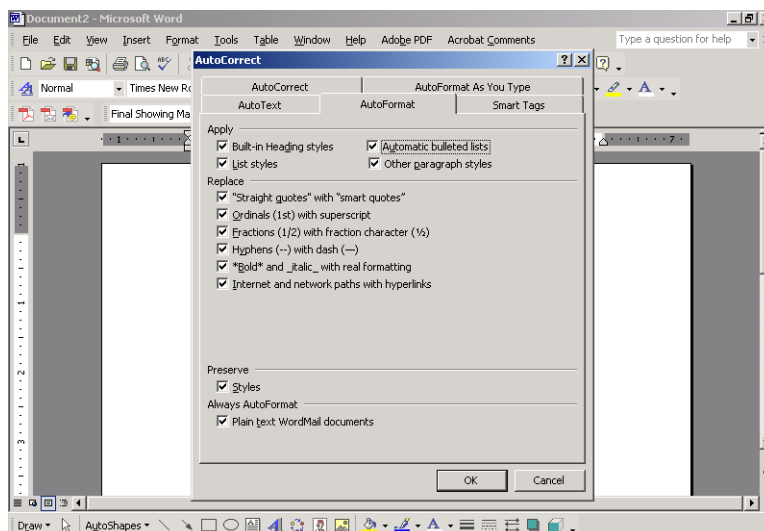 Document2 - Microsoft Word
File Edit View Insert Format Tools Table Window Help Adobe PDF Acrobat Comments Type a question for help
Normal Times New Ro
Final Showing Ma
AutoCorrect
AutoCorrect AutoFormat As You Type
AutoText AutoFormat Smart Tags
Apply
Built-in Heading styles Automatic bulleted lists
List styles Other paragraph styles
Replace
"Straight quotes" with “smart quotes”
Ordinals (1st) with superscript
Fractions (1/2) with fraction character (½)
Hyphens (--) with dash (—)
*Bold* and _italic_ with real formatting
Internet and network paths with hyperlinks
Preserve
Styles
Always AutoFormat
Plain text WordMail documents
OK Cancel
Draw AutoShapes